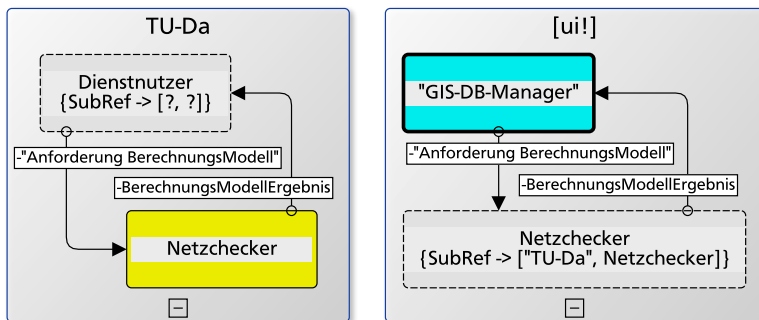 TU-Da
Dienstnutzer
{SubRef -> [?, ?]}
-"Anforderung BerechnungsModell"
-BerechnungsModellErgebnis
Netzchecker
[ui!]
"GIS-DB-Manager"
-"Anforderung BerechnungsModell"
-BerechnungsModellErgebnis
Netzchecker
{SubRef -> ["TU-Da", Netzchecker]}